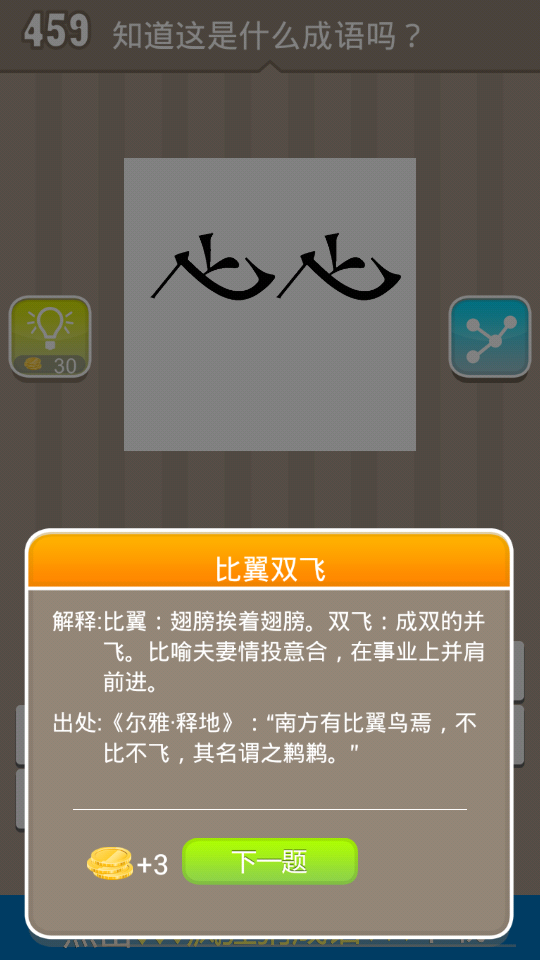 459 知道这是什么成语吗？
30
比翼双飞
解释:比翼：翅膀挨着翅膀。双飞：成双的并
飞。比喻夫妻情投意合，在事业上并肩
前进。
出处:《尔雅·释地》：“南方有比翼鸟焉，不
比不飞，其名谓之鹣鹣。”
+3 下一题